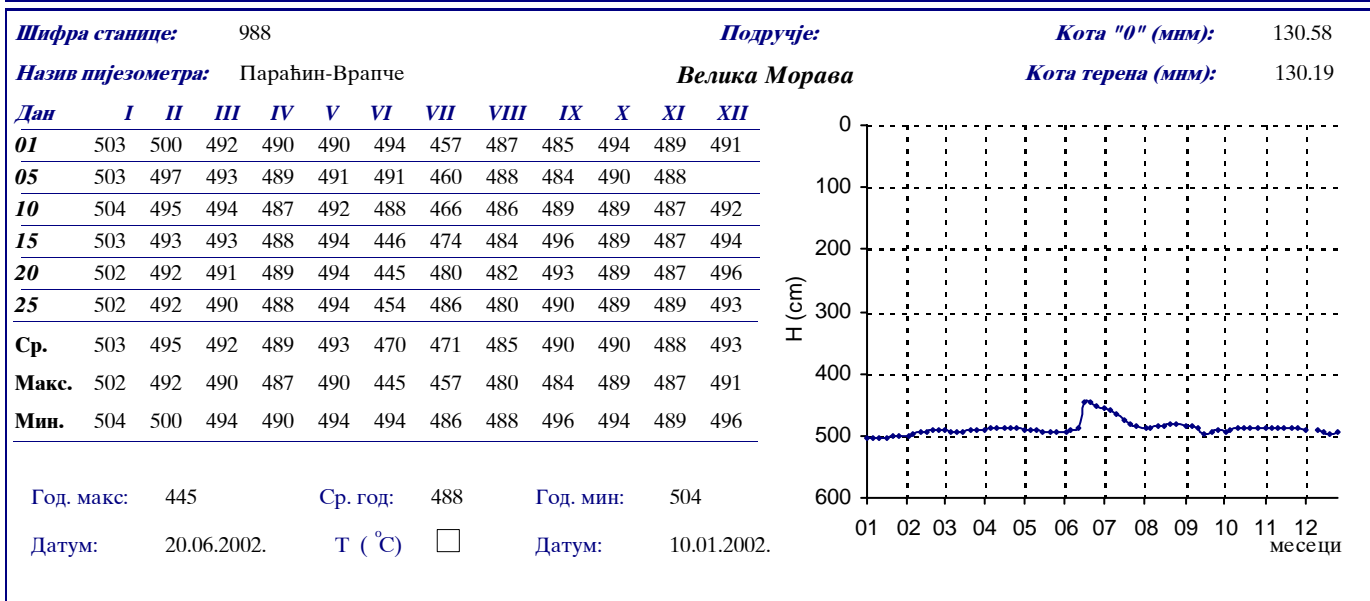 Шифра станице: 988 Подручје: Кота "0" (мнм): 130.58
Назив пијезометра: Параћин-Врапче Велика Морава Кота терена (мнм): 130.19
Дан I II III IV V VI VII VIII IX X XI XII
01 503 500 492 490 490 494 457 487 485 494 489 491
05 503 497 493 489 491 491 460 488 484 490 488
10 504 495 494 487 492 488 466 486 489 489 487 492
15 503 493 493 488 494 446 474 484 496 489 487 494
20 502 492 491 489 494 445 480 482 493 489 487 496
25 502 492 490 488 494 454 486 480 490 489 489 493
Ср. 503 495 492 489 493 470 471 485 490 490 488 493
Макс. 502 492 490 487 490 445 457 480 484 489 487 491
Мин. 504 500 494 490 494 494 486 488 496 494 489 496
Год. макс: 445 Ср. год: 488 Год. мин: 504
Датум: 20.06.2002. Т ( °C) Датум: 10.01.2002.
H (cm)
0
100
200
300
400
500
600
01 02 03 04 05 06 07 08 09 10 11 12
месеци